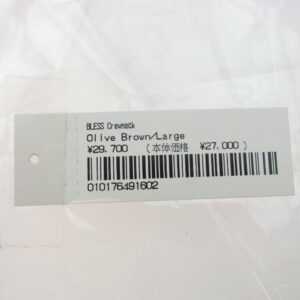 BLESS Crewneck
Olive Brown/Large
¥29.700 (本体価格 ¥27.000)
010176491602